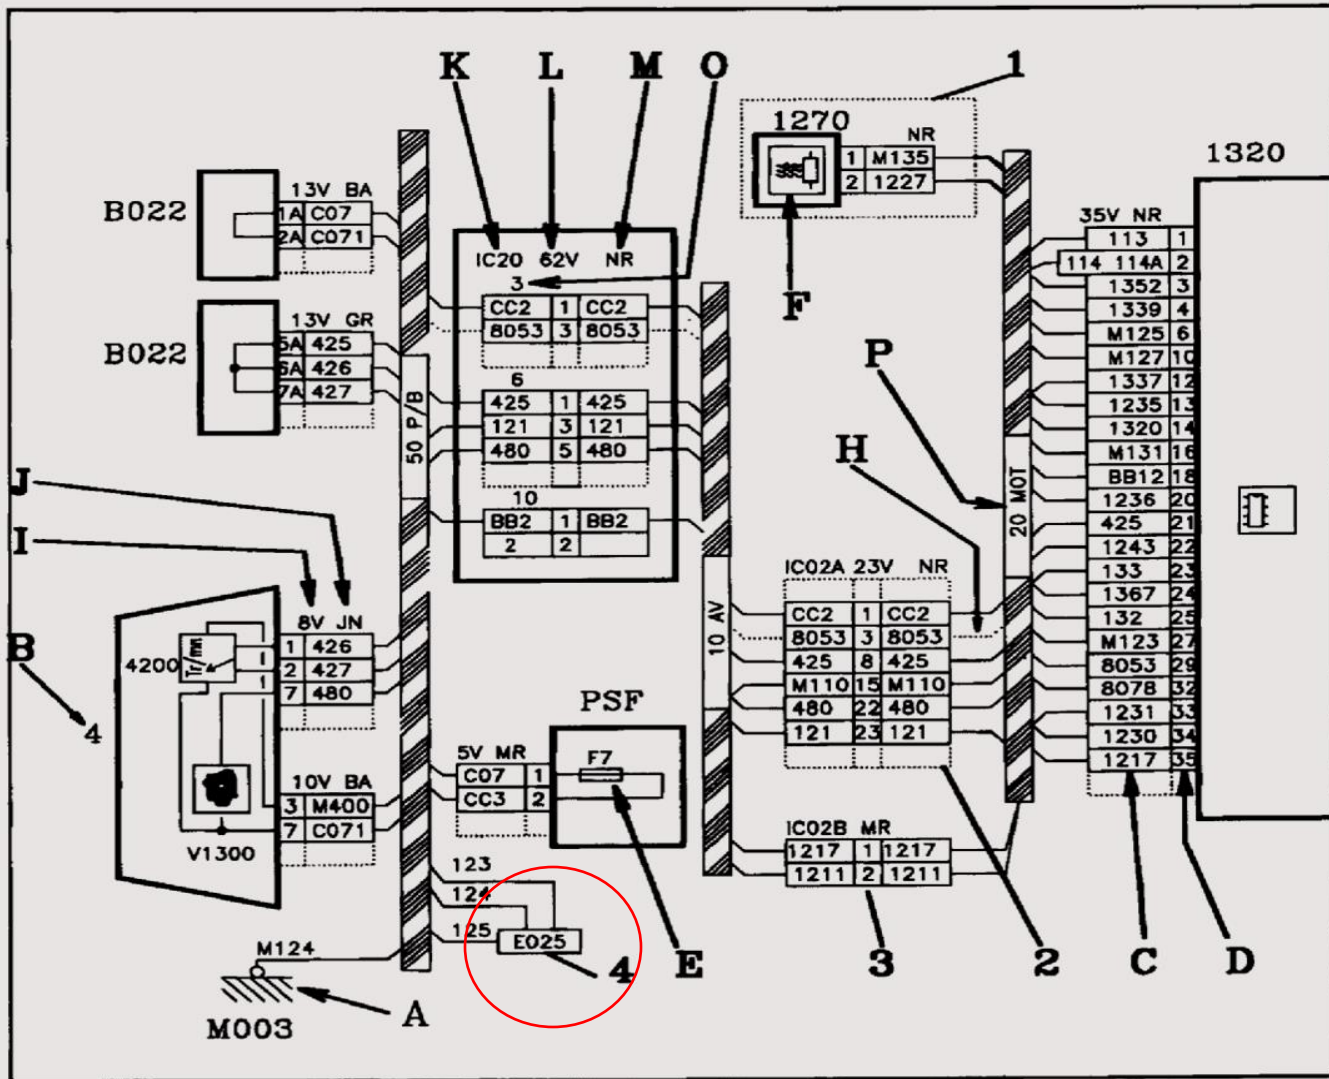 K L M O 1
1270
NR
1 M135
2 1227
1320
B022
13V BA
1A C07
2A C071
35V NR
113 1
114 114A 2
1352 3
1339 4
M125 6
M127 10
1337 12
1235 13
1320 14
M131 16
BB12 18
1236 20
425 21
1243 22
133 23
1367 24
132 25
M123 27
8053 29
8078 32
1231 33
1230 34
1217 35
IC20 62V NR
3
CC2 1 CC2
8053 3 8053
6
425 1 425
121 3 121
480 5 480
10
BB2 1 BB2
2 2
F
B022
13V GR
5A 425
6A 426
7A 427
50 P/B
P
H
20 MOT
J
I
B
4
8V JN
4200
Tr/mn
1 426
2 427
7 480
10V BA
3 M400
7 C071
V1300
10 AV
IC02A 23V NR
CC2 1 CC2
8053 3 8053
425 8 425
M110 15 M110
480 22 480
121 23 121
PSF
5V MR
F7
C07 1
CC3 2
IC02B MR
1217 1 1217
1211 2 1211
123
124
125
E025
4
E
3
2
C
D
M124
M003
A